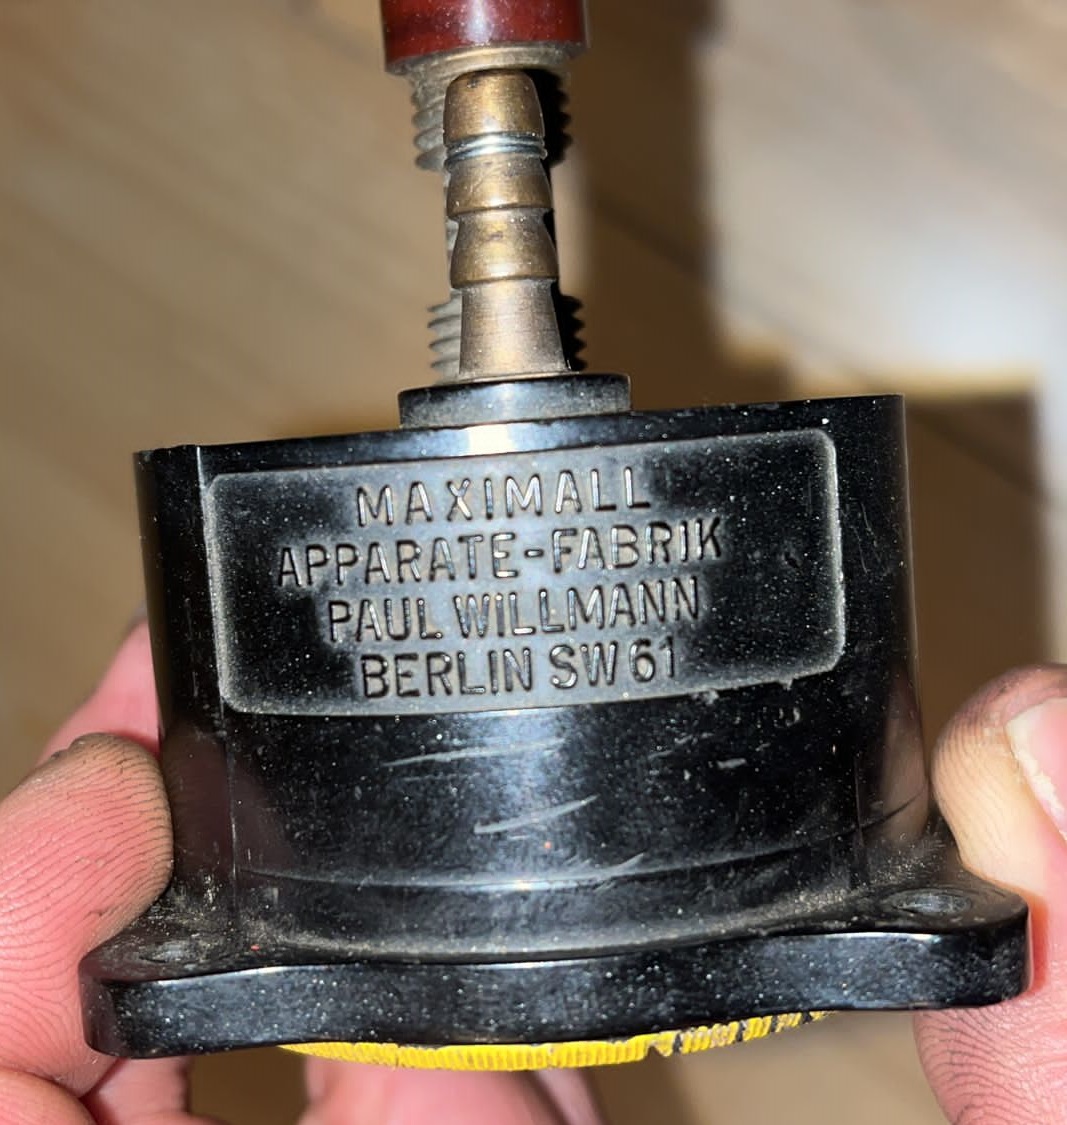 MAXIMALL
APPARATE-FABRIK
PAUL WILLMANN
BERLIN SW 61